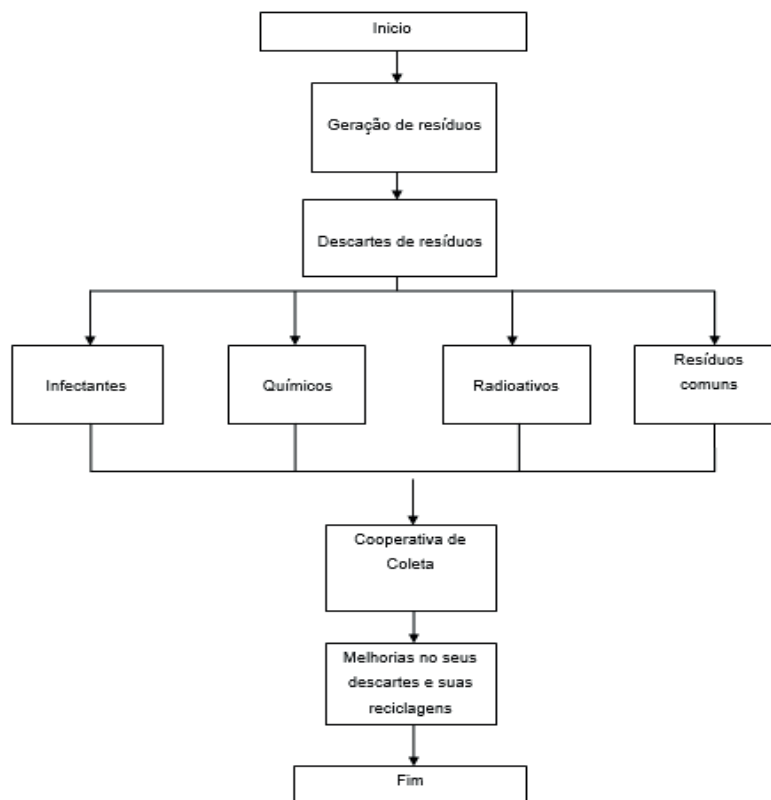 Inicio
Geração de resíduos
Descartes de resíduos
Infectantes
Químicos
Radioativos
Resíduos
comuns
Cooperativa de
Coleta
Melhorias no seus
descartes e suas
reciclagens
Fim